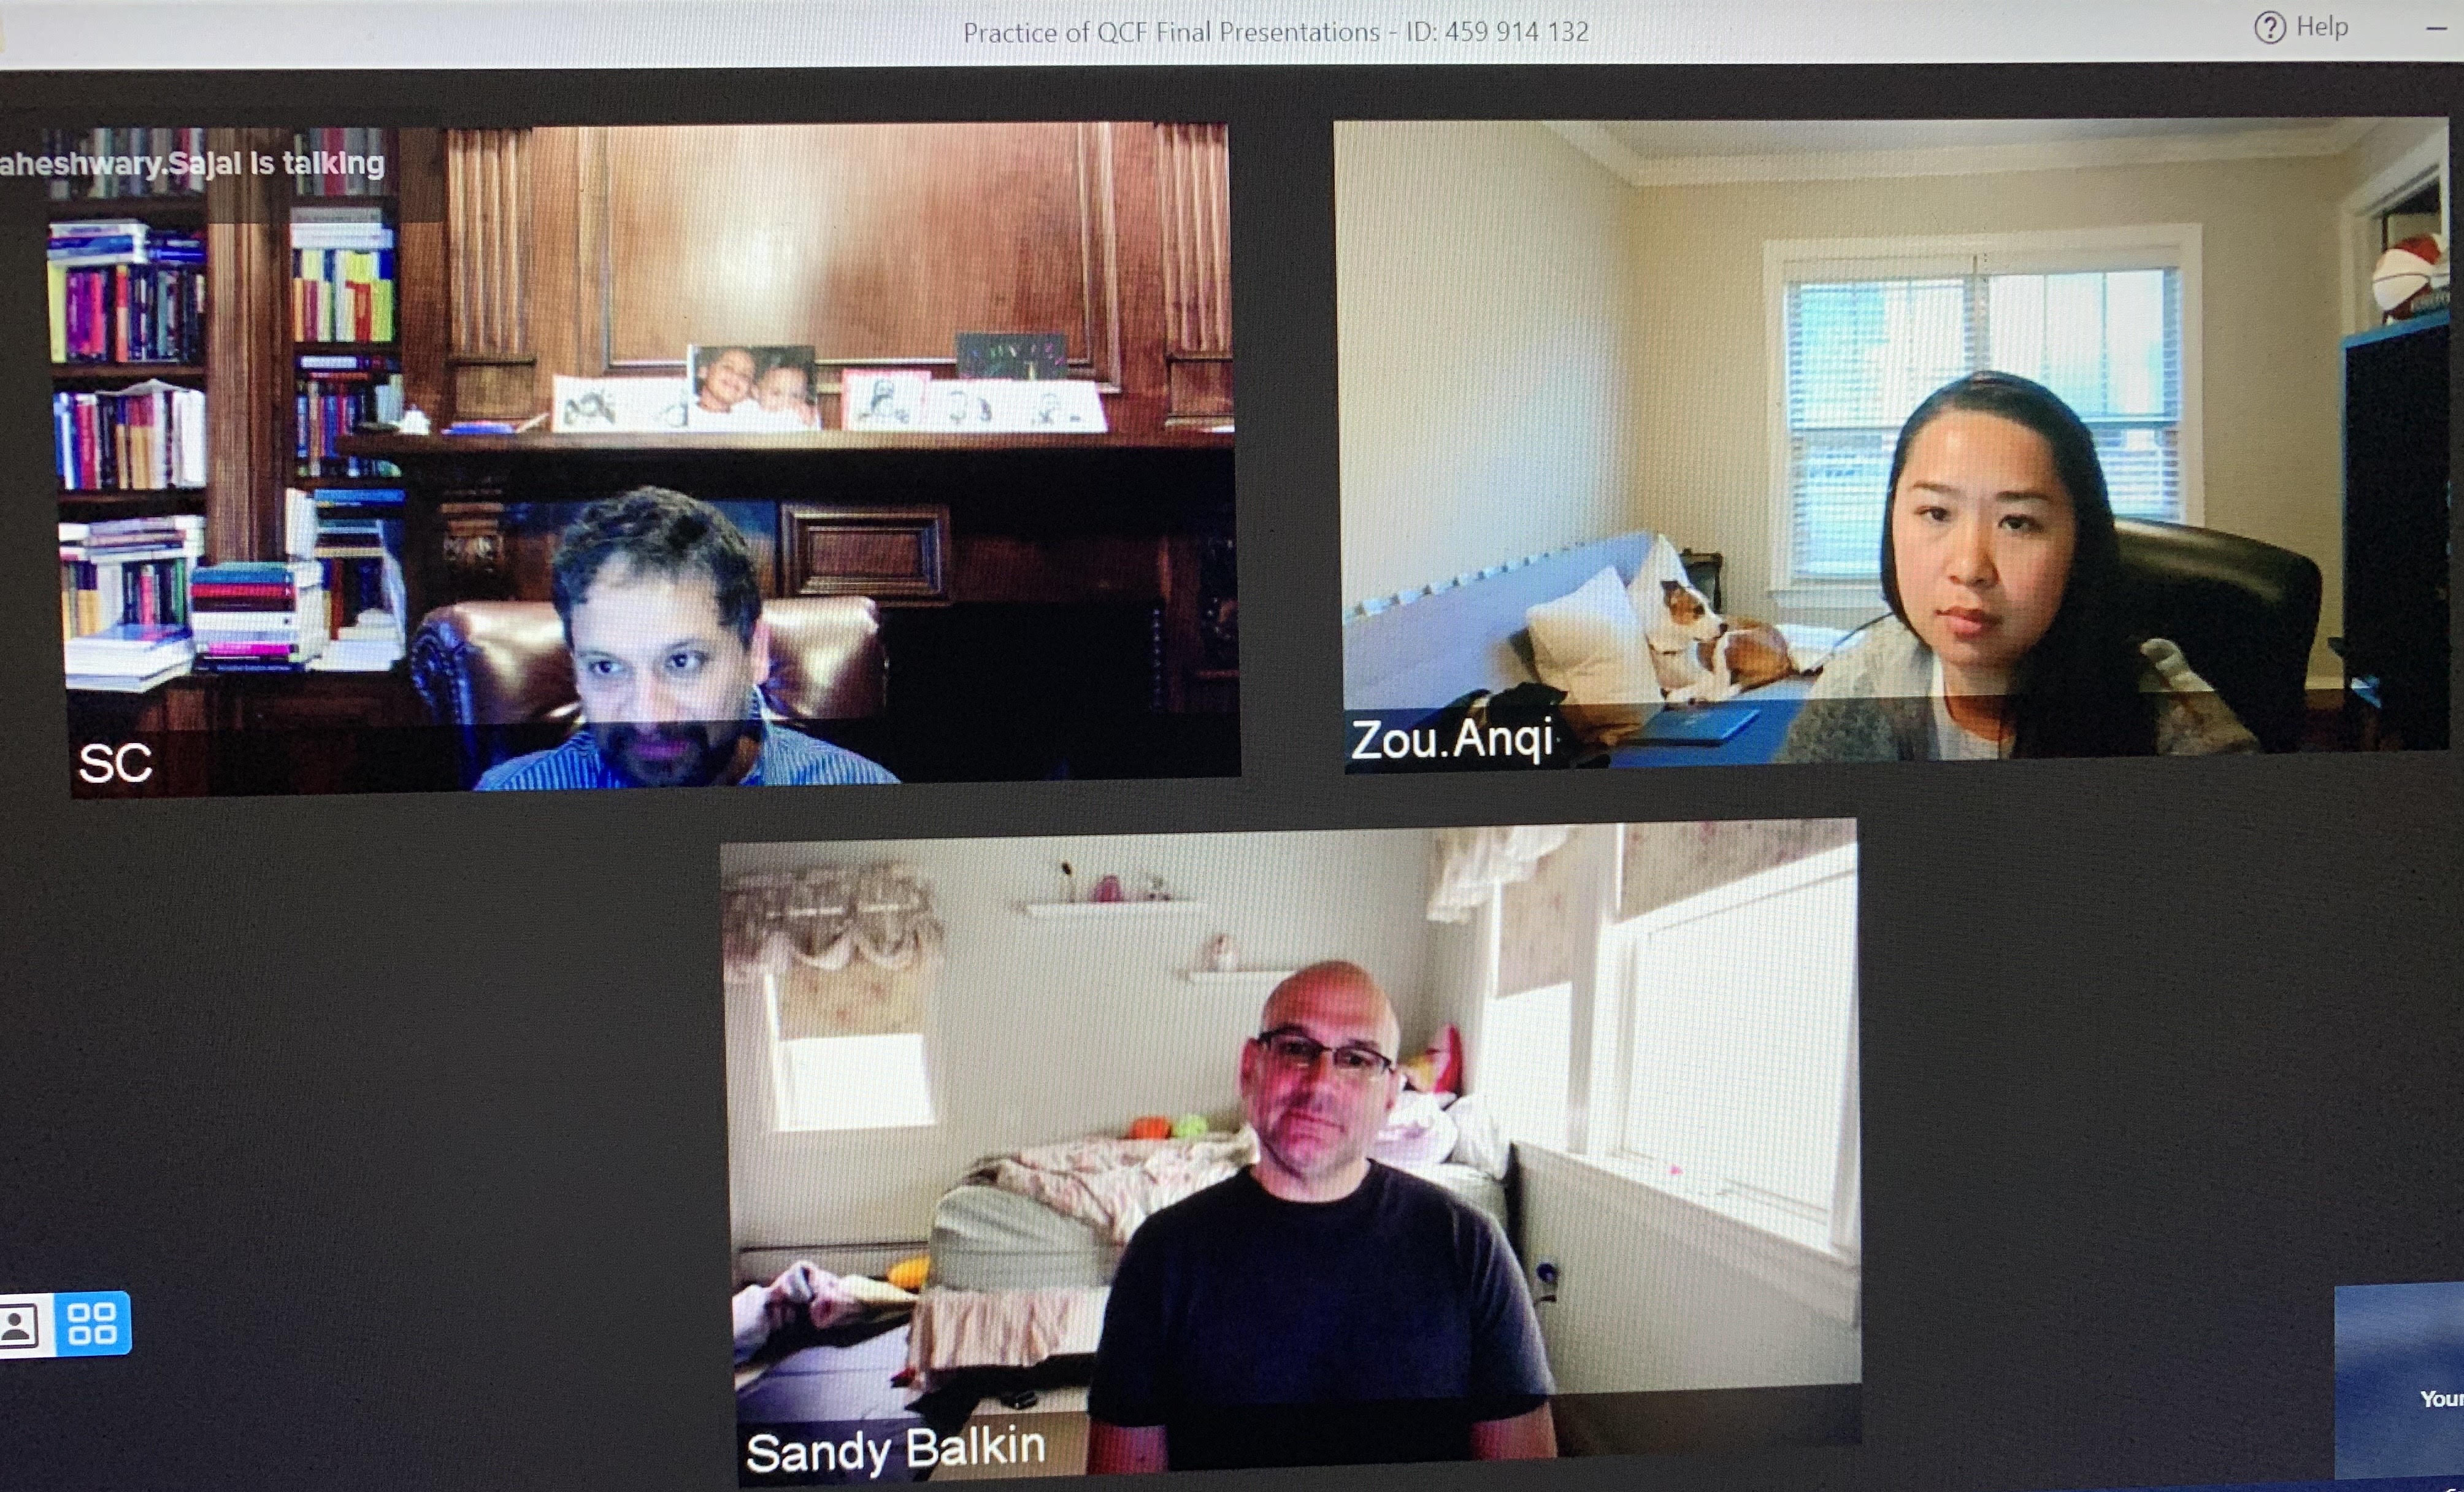 Practice of QCF Final Presentations - ID: 459 914 132
? Help
aheshwary.Sajal is talking
SC
Zou.Anqi
Sandy Balkin
Your